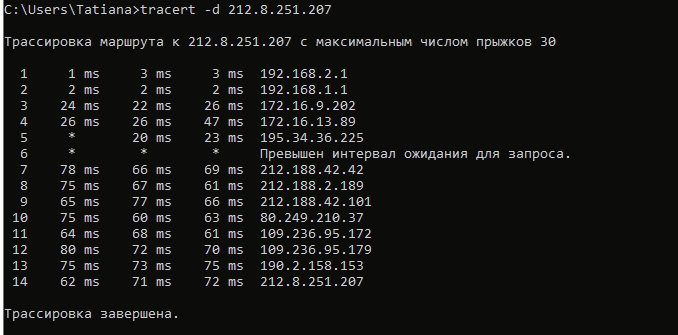 C:\Users\Tatiana>tracert -d 212.8.251.207
Трассировка маршрута к 212.8.251.207 с максимальным числом прыжков 30
1 1 ms 3 ms 3 ms 192.168.2.1
2 2 ms 2 ms 2 ms 192.168.1.1
3 24 ms 22 ms 26 ms 172.16.9.202
4 26 ms 26 ms 47 ms 172.16.13.89
5 * 20 ms 23 ms 195.34.36.225
6 * * * Превышен интервал ожидания для запроса.
7 78 ms 66 ms 69 ms 212.188.42.42
8 75 ms 67 ms 61 ms 212.188.2.189
9 65 ms 77 ms 66 ms 212.188.42.101
10 75 ms 60 ms 63 ms 80.249.210.37
11 64 ms 68 ms 61 ms 109.236.95.172
12 80 ms 72 ms 70 ms 109.236.95.179
13 75 ms 73 ms 75 ms 190.2.158.153
14 62 ms 71 ms 72 ms 212.8.251.207
Трассировка завершена.